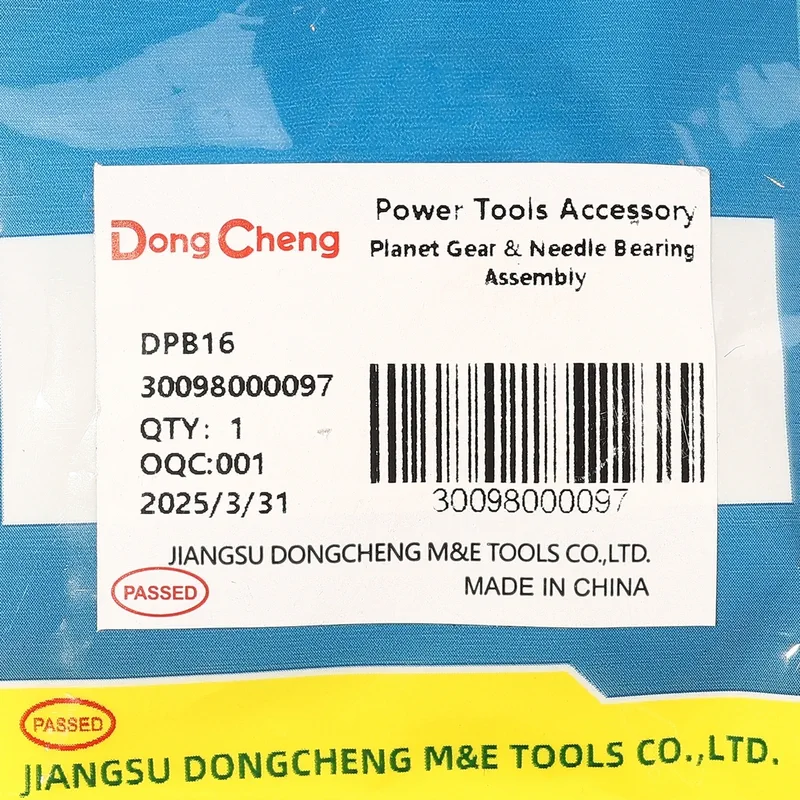 Dong Cheng
Power Tools Accessory
Planet Gear & Needle Bearing
Assembly
DPB16
30098000097
QTY: 1
OQC:001
2025/3/31
30098000097
JIANGSU DONGCHENG M&E TOOLS CO.,LTD.
PASSED
MADE IN CHINA
PASSED
JIANGSU DONGCHENG M&E TOOLS CO.,LTD.